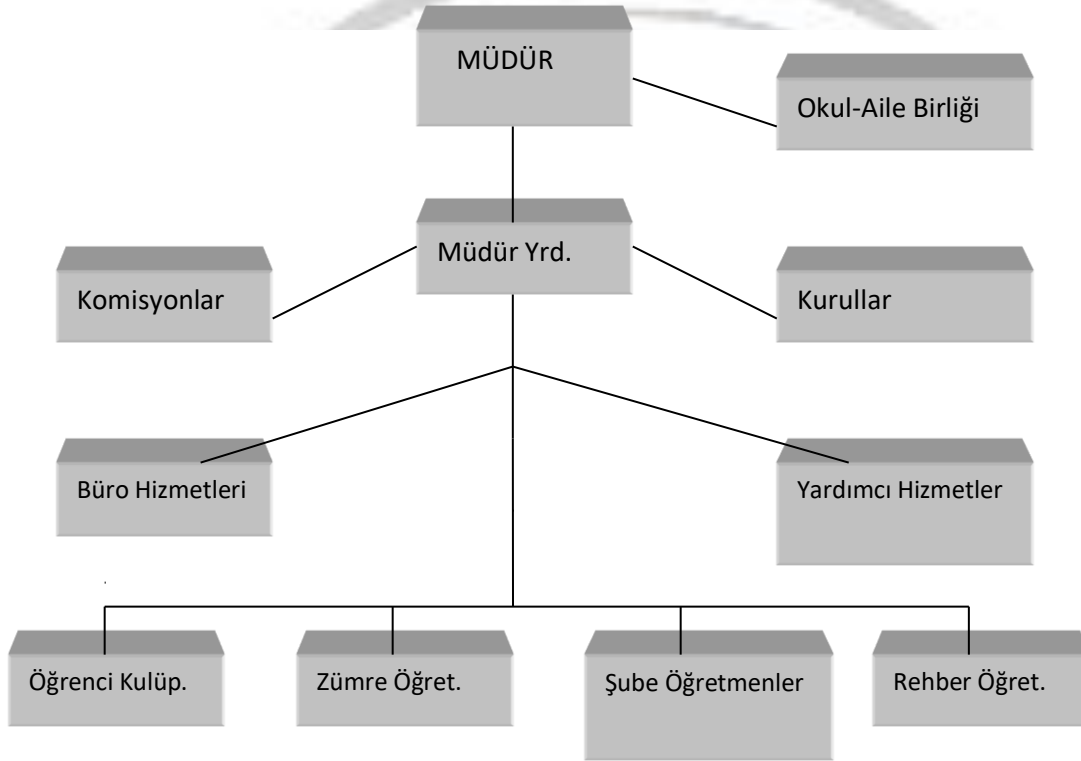 MÜDÜR
Okul-Aile Birliği
Müdür Yrd.
Komisyonlar
Kurullar
Büro Hizmetleri
Yardımcı Hizmetler
Öğrenci Kulüp.
Zümre Öğret.
Şube Öğretmenler
Rehber Öğret.